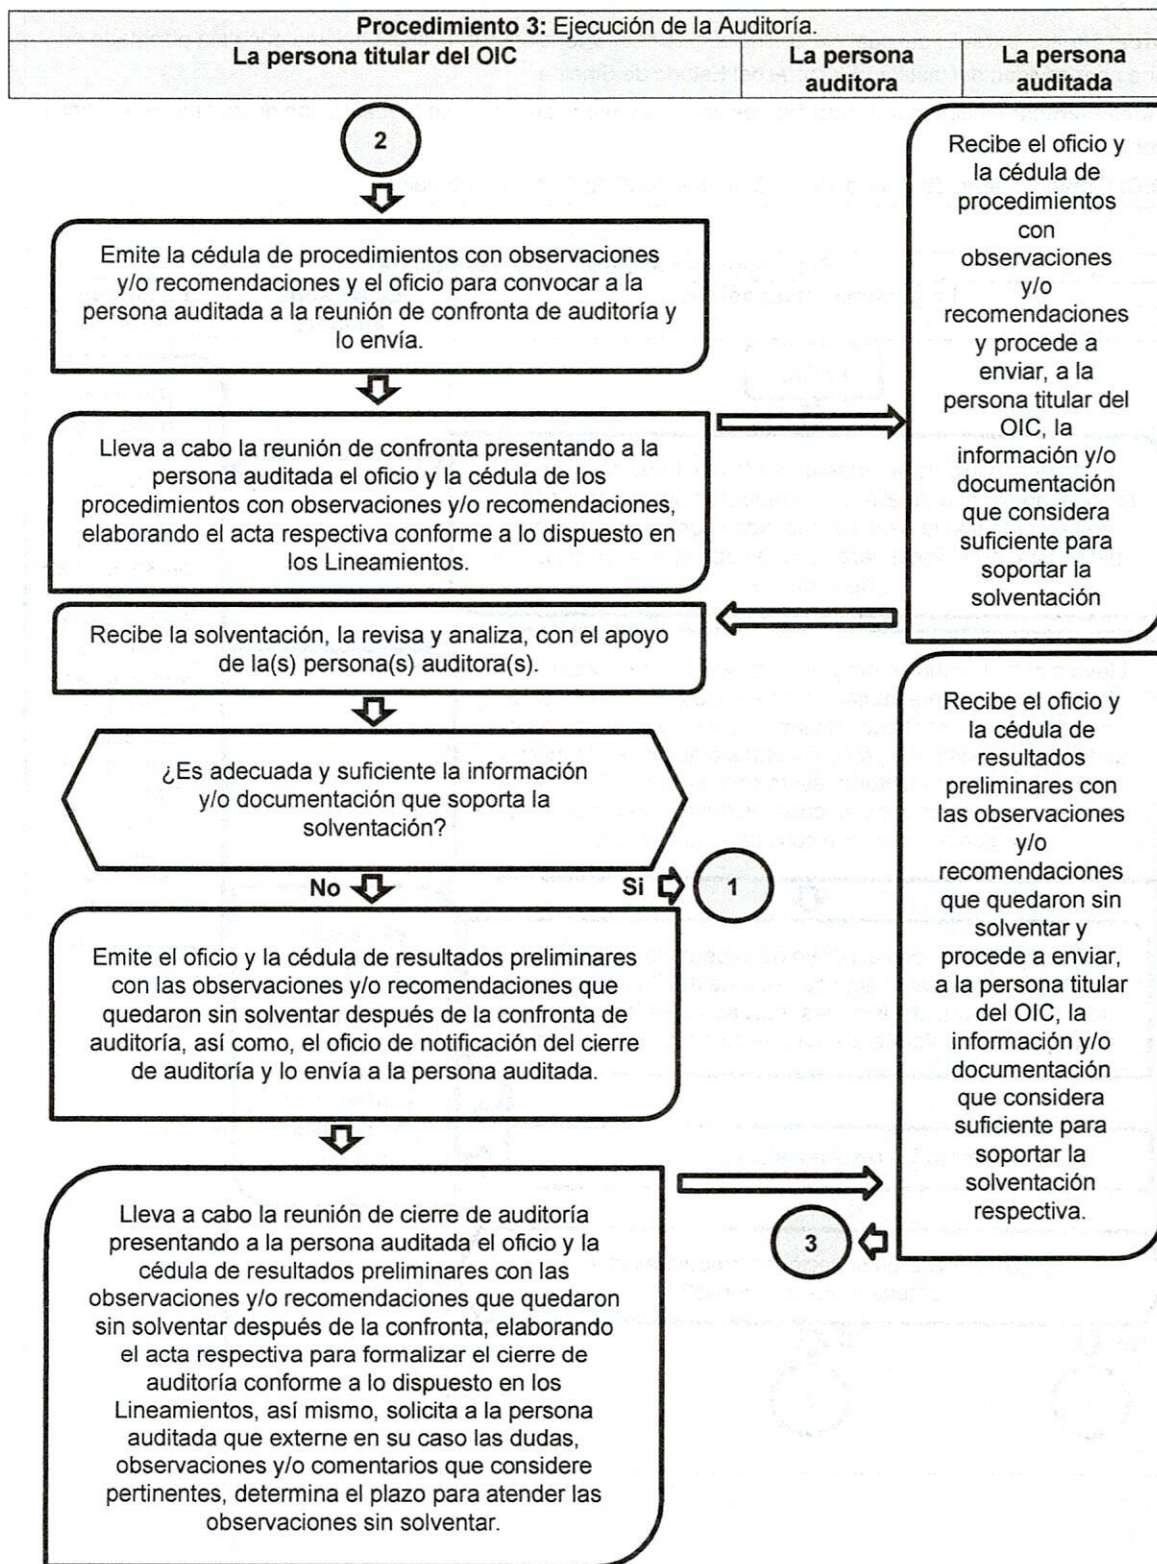 Procedimiento 3: Ejecución de la Auditoría.
La persona titular del OIC
La persona
auditora
La persona
auditada
2
Emite la cédula de procedimientos con observaciones
y/o recomendaciones y el oficio para convocar a la
persona auditada a la reunión de confronta de auditoría y
lo envía.
Lleva a cabo la reunión de confronta presentando a la
persona auditada el oficio y la cédula de los
procedimientos con observaciones y/o recomendaciones,
elaborando el acta respectiva conforme a lo dispuesto en
los Lineamientos.
Recibe el oficio y
la cédula de
procedimientos
con
observaciones
y/o
recomendaciones
y procede a
enviar, a la
persona titular del
OIC, la
información y/o
documentación
que considera
suficiente para
soportar la
solventación
Recibe la solventación, la revisa y analiza, con el apoyo
de la(s) persona(s) auditora(s).
¿Es adecuada y suficiente la información
y/o documentación que soporta la
solventación?
No
Si
1
Emite el oficio y la cédula de resultados preliminares
con las observaciones y/o recomendaciones que
quedaron sin solventar después de la confronta de
auditoría, así como, el oficio de notificación del cierre
de auditoría y lo envía a la persona auditada.
Lleva a cabo la reunión de cierre de auditoría
presentando a la persona auditada el oficio y la
cédula de resultados preliminares con las
observaciones y/o recomendaciones que quedaron
sin solventar después de la confronta, elaborando
el acta respectiva para formalizar el cierre de
auditoría conforme a lo dispuesto en los
Lineamientos, así mismo, solicita a la persona
auditada que externe en su caso las dudas,
observaciones y/o comentarios que considere
pertinentes, determina el plazo para atender las
observaciones sin solventar.
Recibe el oficio y
la cédula de
resultados
preliminares con
las observaciones
y/o
recomendaciones
que quedaron sin
solventar y
procede a enviar,
a la persona titular
del OIC, la
información y/o
documentación
que considera
suficiente para
soportar la
solventación
respectiva.
3